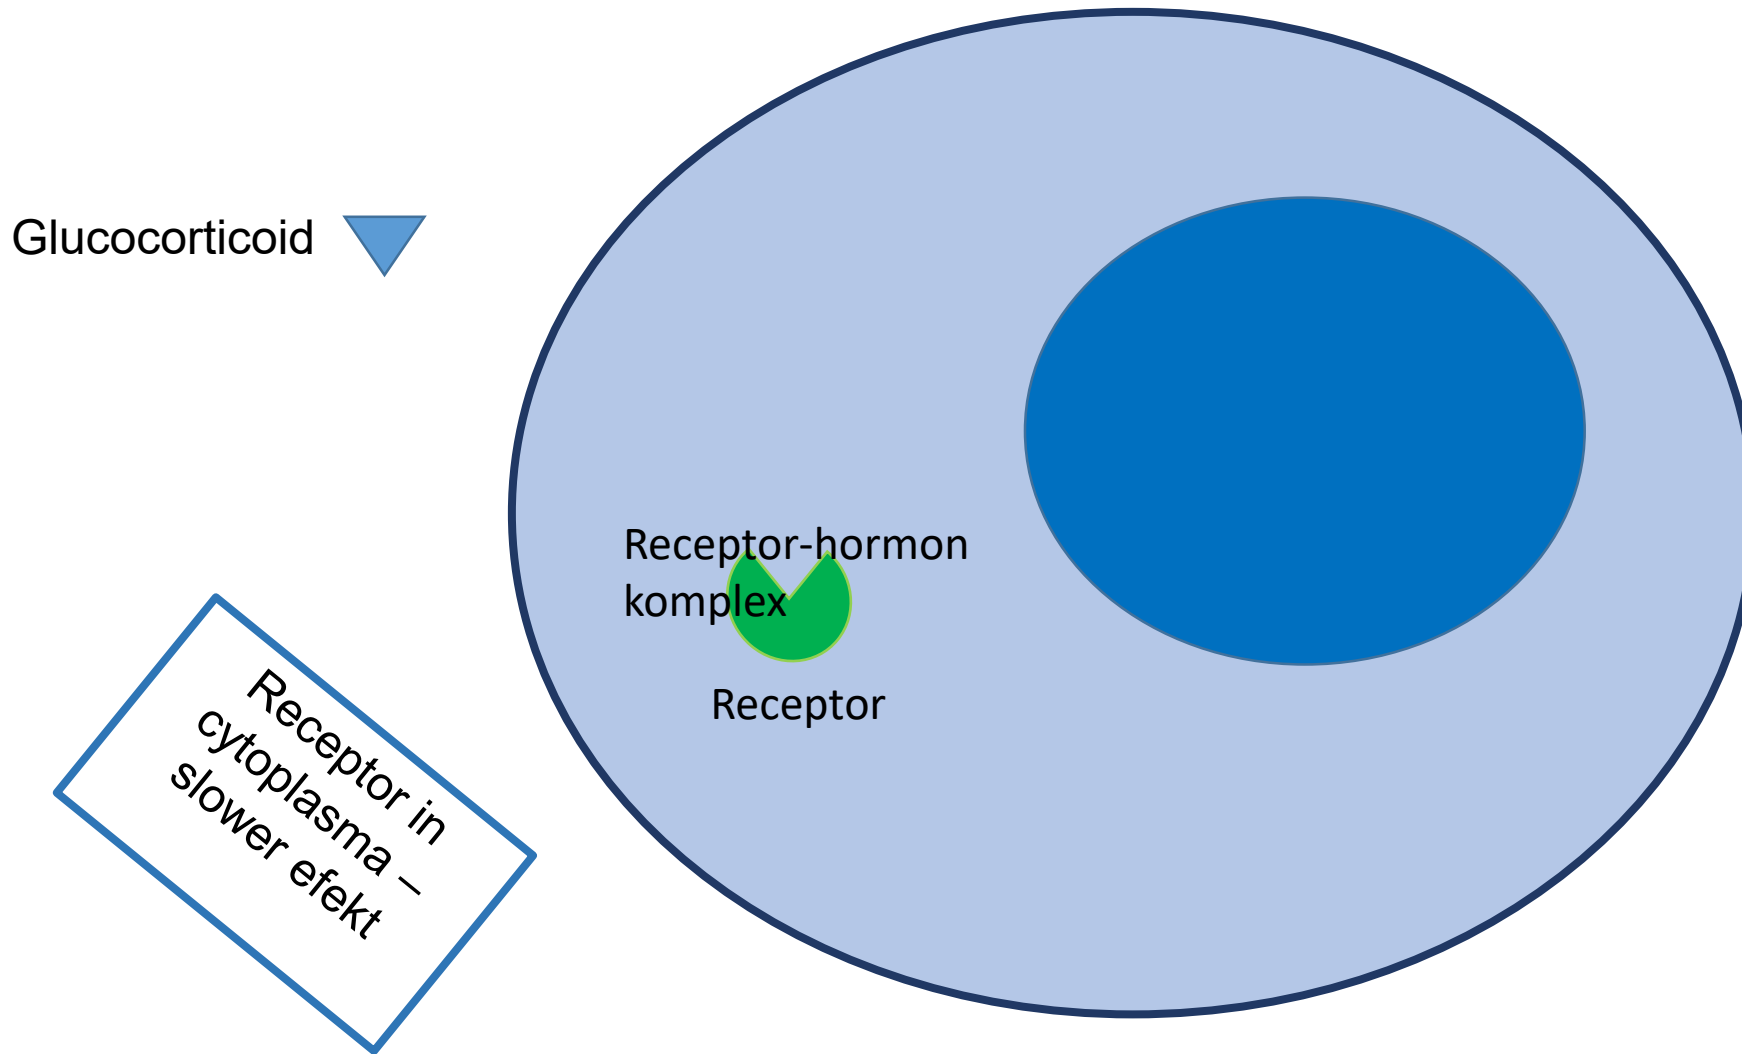 Glucocorticoid
Receptor-hormon
komplex
Receptor
Receptor in
cytoplasma –
slower efekt